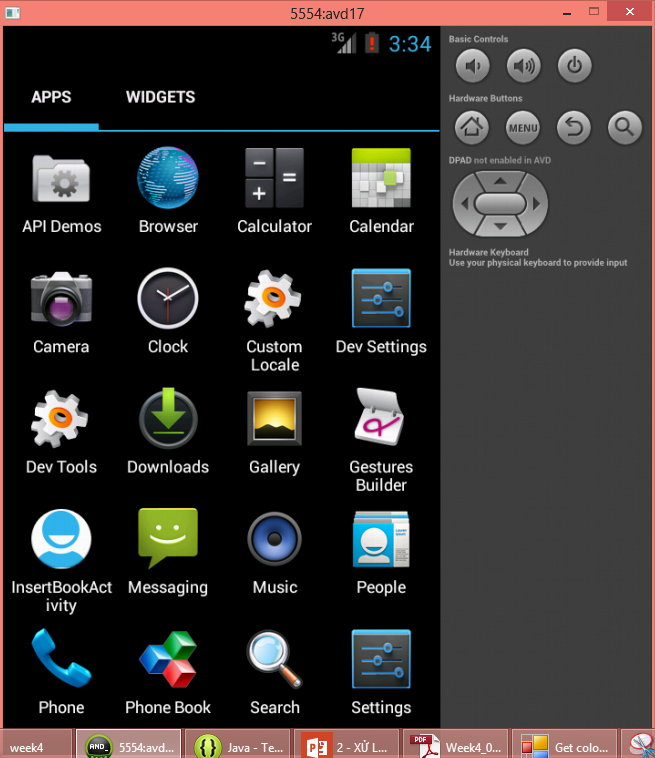 5554:avd17
3G
3:34
APPS WIDGETS
API Demos Browser Calculator Calendar
Camera Clock Custom Locale Dev Settings
Dev Tools Downloads Gallery Gestures Builder
InsertBookActivity Messaging Music People
Phone Phone Book Search Settings
Basic Controls
Hardware Buttons
MENU
DPAD not enabled in AVD
Hardware Keyboard
Use your physical keyboard to provide input
week4 AND_ 5554:avd... Java - Te... 2 - XỬ L... PDF Week4_0... Get colo...